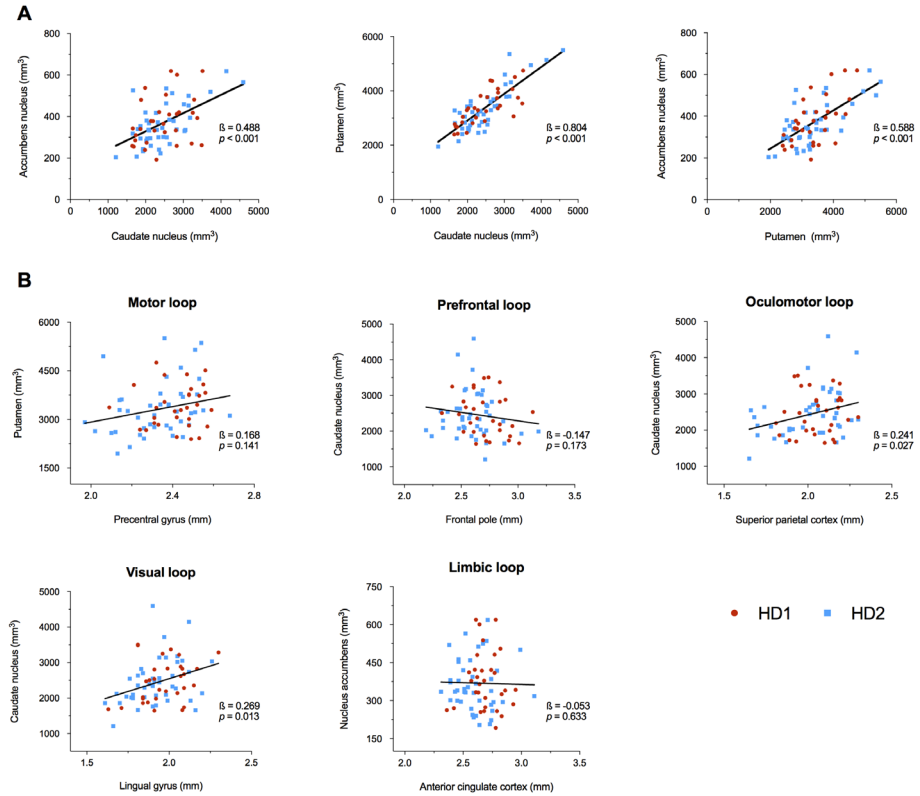 A
Accumbens nucleus (mm3)
800
600
400
200
0
0
1000
2000
3000
4000
5000
Caudate nucleus (mm3)
ß = 0.488
p < 0.001
Putamen (mm3)
6000
4000
2000
0
0
1000
2000
3000
4000
5000
Caudate nucleus (mm3)
ß = 0.804
p < 0.001
Accumbens nucleus (mm3)
800
600
400
200
0
0
2000
4000
6000
Putamen (mm3)
ß = 0.588
p < 0.001
B
Motor loop
Putamen (mm3)
6000
4500
3000
1500
2.0
2.4
2.8
Precentral gyrus (mm)
ß = 0.168
p = 0.141
Prefrontal loop
Caudate nucleus (mm3)
5000
4000
3000
2000
1000
2.0
2.5
3.0
3.5
Frontal pole (mm)
ß = -0.147
p = 0.173
Oculomotor loop
Caudate nucleus (mm3)
5000
4000
3000
2000
1000
1.5
2.0
2.5
Superior parietal cortex (mm)
ß = 0.241
p = 0.027
Visual loop
Caudate nucleus (mm3)
5000
4000
3000
2000
1000
1.5
2.0
2.5
Lingual gyrus (mm)
ß = 0.269
p = 0.013
Limbic loop
Nucleus accumbens (mm3)
750
600
450
300
150
2.0
2.5
3.0
3.5
Anterior cingulate cortex (mm)
ß = -0.053
p = 0.633
HD1
HD2